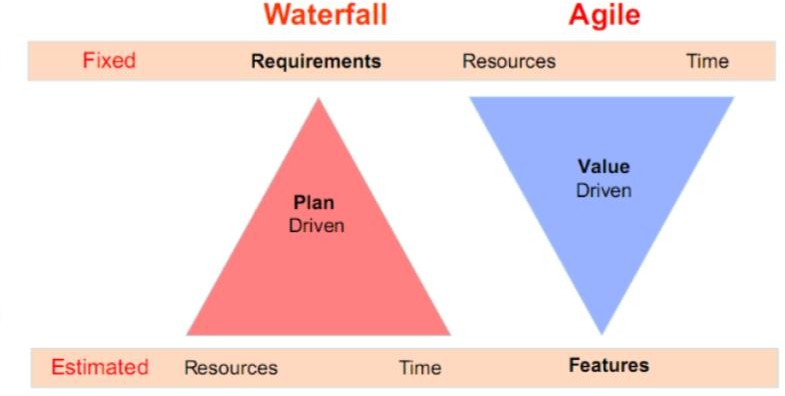 Waterfall Agile
Fixed Requirements Resources Time
Plan
Driven
Value
Driven
Estimated Resources Time Features